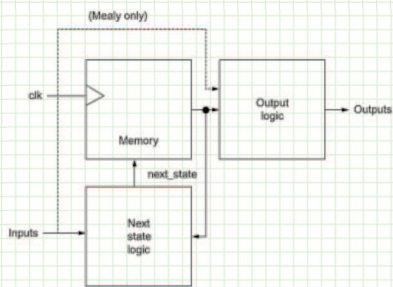 (Mealy only)
clk
Memory
Output
logic
Outputs
next_state
Inputs
Next
state
logic